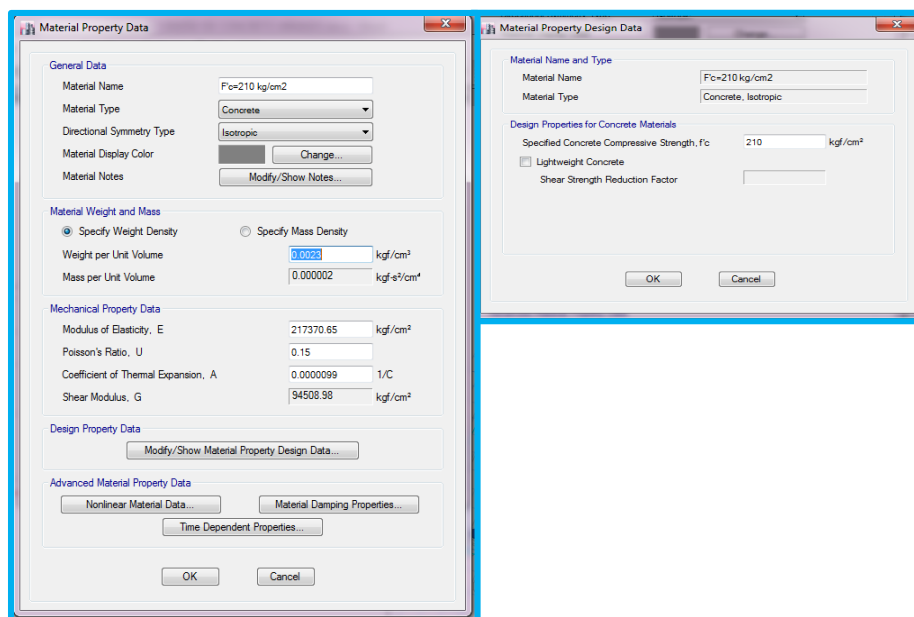 Material Property Data
General Data
Material Name F'c=210 kg/cm2
Material Type Concrete
Directional Symmetry Type Isotropic
Material Display Color Change...
Material Notes Modify/Show Notes...
Material Weight and Mass
Specify Weight Density Specify Mass Density
Weight per Unit Volume 0.0023 kgf/cm³
Mass per Unit Volume 0.000002 kgf-s²/cm⁴
Mechanical Property Data
Modulus of Elasticity, E 217370.65 kgf/cm²
Poisson's Ratio, U 0.15
Coefficient of Thermal Expansion, A 0.0000099 1/C
Shear Modulus, G 94508.98 kgf/cm²
Design Property Data
Modify/Show Material Property Design Data...
Advanced Material Property Data
Nonlinear Material Data... Material Damping Properties...
Time Dependent Properties...
OK Cancel
Material Property Design Data
Material Name and Type
Material Name F'c=210 kg/cm2
Material Type Concrete, Isotropic
Design Properties for Concrete Materials
Specified Concrete Compressive Strength, f'c 210 kgf/cm²
Lightweight Concrete
Shear Strength Reduction Factor
OK Cancel